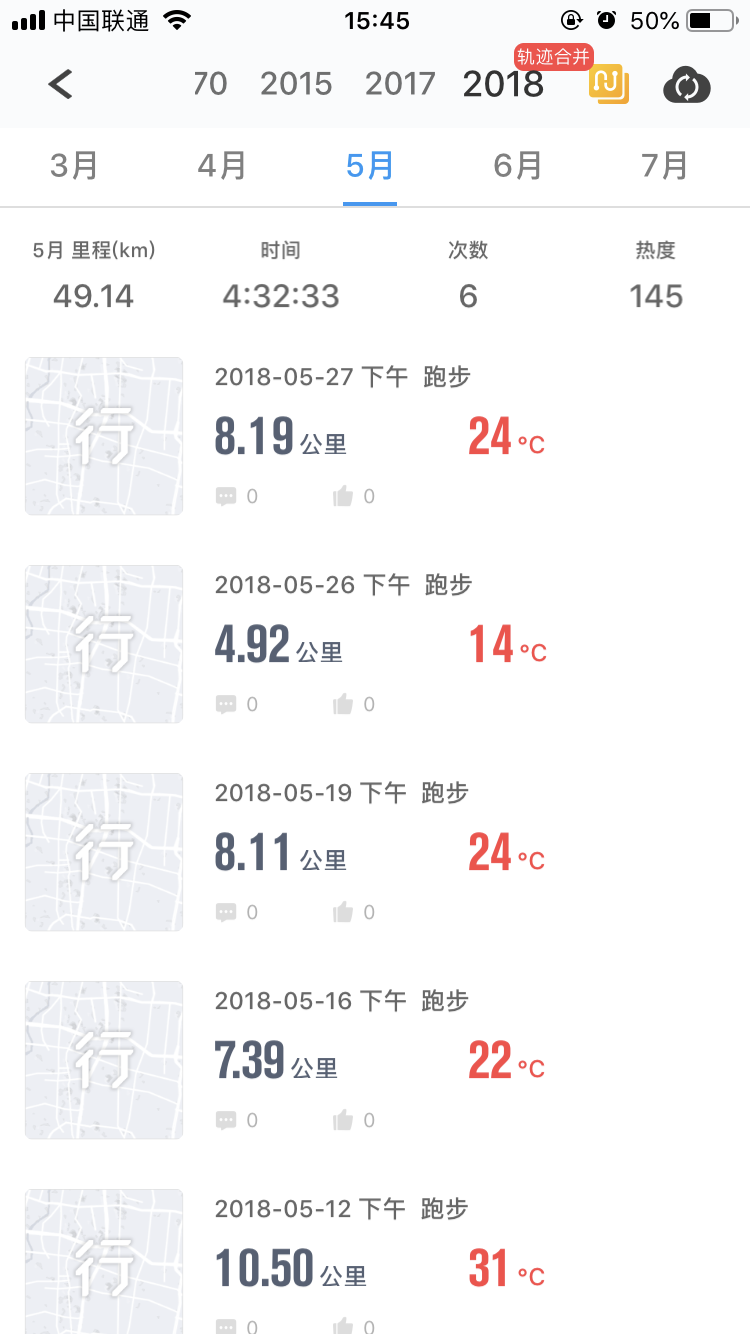 中国联通 15:45 50%
轨迹合并
70 2015 2017 2018
3月 4月 5月 6月 7月
5月 里程(km) 时间 次数 热度
49.14 4:32:33 6 145
2018-05-27 下午 跑步
行
8.19 公里 24 °C
0 0
2018-05-26 下午 跑步
行
4.92 公里 14 °C
0 0
2018-05-19 下午 跑步
行
8.11 公里 24 °C
0 0
2018-05-16 下午 跑步
行
7.39 公里 22 °C
0 0
2018-05-12 下午 跑步
行
10.50 公里 31 °C
0 0